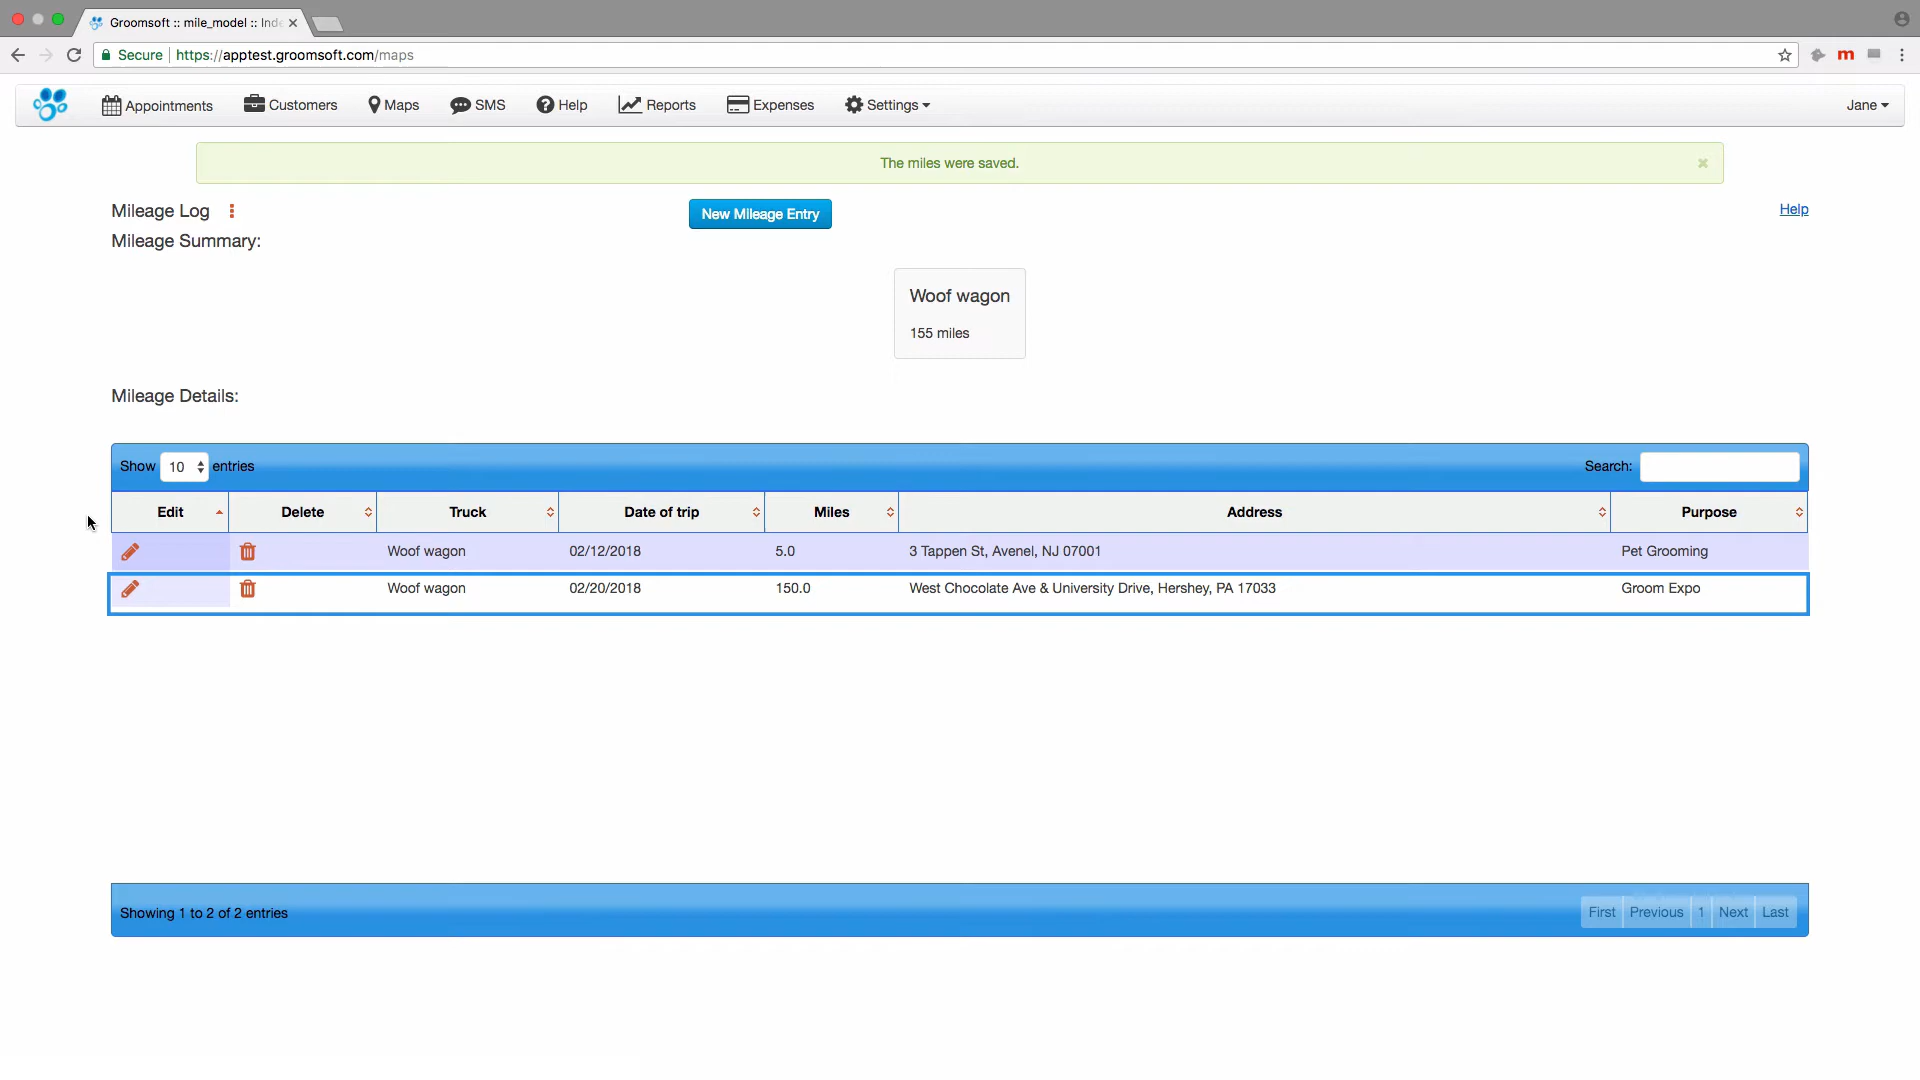 Groomsoft :: mile_model :: Ind
Secure https://apptest.groomsoft.com/maps
m
Appointments Customers Maps SMS Help Reports Expenses Settings Jane
The miles were saved.
Mileage Log New Mileage Entry Help
Mileage Summary:
Woof wagon
155 miles
Mileage Details:
Show 10 entries Search:
Edit Delete Truck Date of trip Miles Address Purpose
Woof wagon 02/12/2018 5.0 3 Tappen St, Avenel, NJ 07001 Pet Grooming
Woof wagon 02/20/2018 150.0 West Chocolate Ave & University Drive, Hershey, PA 17033 Groom Expo
Showing 1 to 2 of 2 entries First Previous 1 Next Last